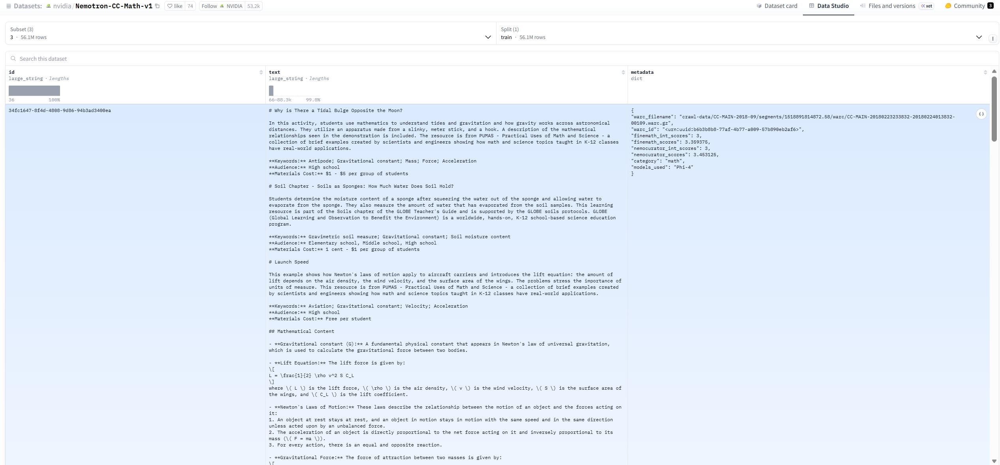 Datasets: nvidia/Nemotron-CC-Math-v1 like 74 Follow NVIDIA 53.2k Dataset card Data Studio Files and versions xet Community 3
Subset (3)
3 · 56.1M rows
Split (1)
train · 56.1M rows
Search this dataset
id
large_string · lengths
36 100%
text
large_string · lengths
66⇔88.3k 99.8%
metadata
dict
34fc1647-8f4d-4808-9d86-94b3ad3400ea
# Why is There a Tidal Bulge Opposite the Moon?
In this activity, students use mathematics to understand tides and gravitation and how gravity works across astronomical
distances. They utilize an apparatus made from a slinky, meter stick, and a hook. A description of the mathematical
relationships seen in the demonstration is included. The resource is from PUMAS - Practical Uses of Math and Science - a
collection of brief examples created by scientists and engineers showing how math and science topics taught in K-12 classes
have real-world applications.
**Keywords:** Antipode; Gravitational constant; Mass; Force; Acceleration
**Audience:** High school
**Materials Cost:** $1 - $5 per group of students
# Soil Chapter - Soils as Sponges: How Much Water Does Soil Hold?
Students determine the moisture content of a sponge after squeezing the water out of the sponge and allowing water to
evaporate from the sponge. They also measure the amount of water that has evaporated from the soil samples. This learning
resource is part of the Soils chapter of the GLOBE Teacher's Guide and is supported by the GLOBE soils protocols. GLOBE
(Global Learning and Observation to Benefit the Environment) is a worldwide, hands-on, K-12 school-based science education
program.
**Keywords:** Gravimetric soil measure; Gravitational constant; Soil moisture content
**Audience:** Elementary school, Middle school, High school
**Materials Cost:** 1 cent - $1 per group of students
# Launch Speed
This example shows how Newton's laws of motion apply to aircraft carriers and introduces the lift equation: the amount of
lift depends on the air density, the wind velocity, and the surface area of the wings. The problems stress the importance of
units of measure. This resource is from PUMAS - Practical Uses of Math and Science - a collection of brief examples created
by scientists and engineers showing how math and science topics taught in K-12 classes have real-world applications.
**Keywords:** Aviation; Gravitational constant; Velocity; Acceleration
**Audience:** High school
**Materials Cost:** Free per student
## Mathematical Content
- **Gravitational constant (G):** A fundamental physical constant that appears in Newton's law of universal gravitation,
which is used to calculate the gravitational force between two bodies.
- **Lift Equation:** The lift force is given by:
\[
L = \frac{1}{2} \rho v^2 S C_L
\]
where \( L \) is the lift force, \( \rho \) is the air density, \( v \) is the wind velocity, \( S \) is the surface area of
the wings, and \( C_L \) is the lift coefficient.
- **Newton's Laws of Motion:** These laws describe the relationship between the motion of an object and the forces acting on
it:
1. An object at rest stays at rest, and an object in motion stays in motion with the same speed and in the same direction
unless acted upon by an unbalanced force.
2. The acceleration of an object is directly proportional to the net force acting on it and inversely proportional to its
mass (\( F = ma \)).
3. For every action, there is an equal and opposite reaction.
- **Gravitational Force:** The force of attraction between two masses is given by:
\[
{
"warc_filename": "crawl-data/CC-MAIN-2018-09/segments/1518891814872.58/warc/CC-MAIN-20180223233832-20180224013832-
00109.warc.gz",
"warc_id": "<urn:uuid:b6b3b8b8-77af-4b77-a009-57b890eb2af6>",
"finemath_int_scores": 3,
"finemath_scores": 3.359375,
"nemocurator_int_scores": 3,
"nemocurator_scores": 3.453125,
"category": "math",
"models_used": "Phi-4"
}
{}